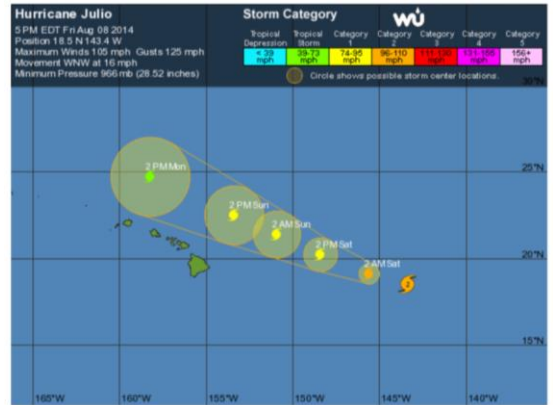 Hurricane Julio
5 PM EDT Fri Aug 08 2014
Position 18.5 N 143.4 W
Maximum Winds 105 mph Gusts 125 mph
Movement WNW at 16 mph
Minimum Pressure 966 mb (28.52 inches)
Storm Category
wu
Tropical Depression
Tropical Storm
Category 1
Category 2
Category 3
Category 4
Category 5
< 39 mph
39-73 mph
74-95 mph
96-110 mph
111-130 mph
131-155 mph
156+ mph
Circle shows possible storm center locations.
30°N
2 PM Mon
25°N
2 PM Sun
2 AM Sun
2 PM Sat
20°N
2 AM Sat
2
15°N
165°W
160°W
155°W
150°W
145°W
140°W